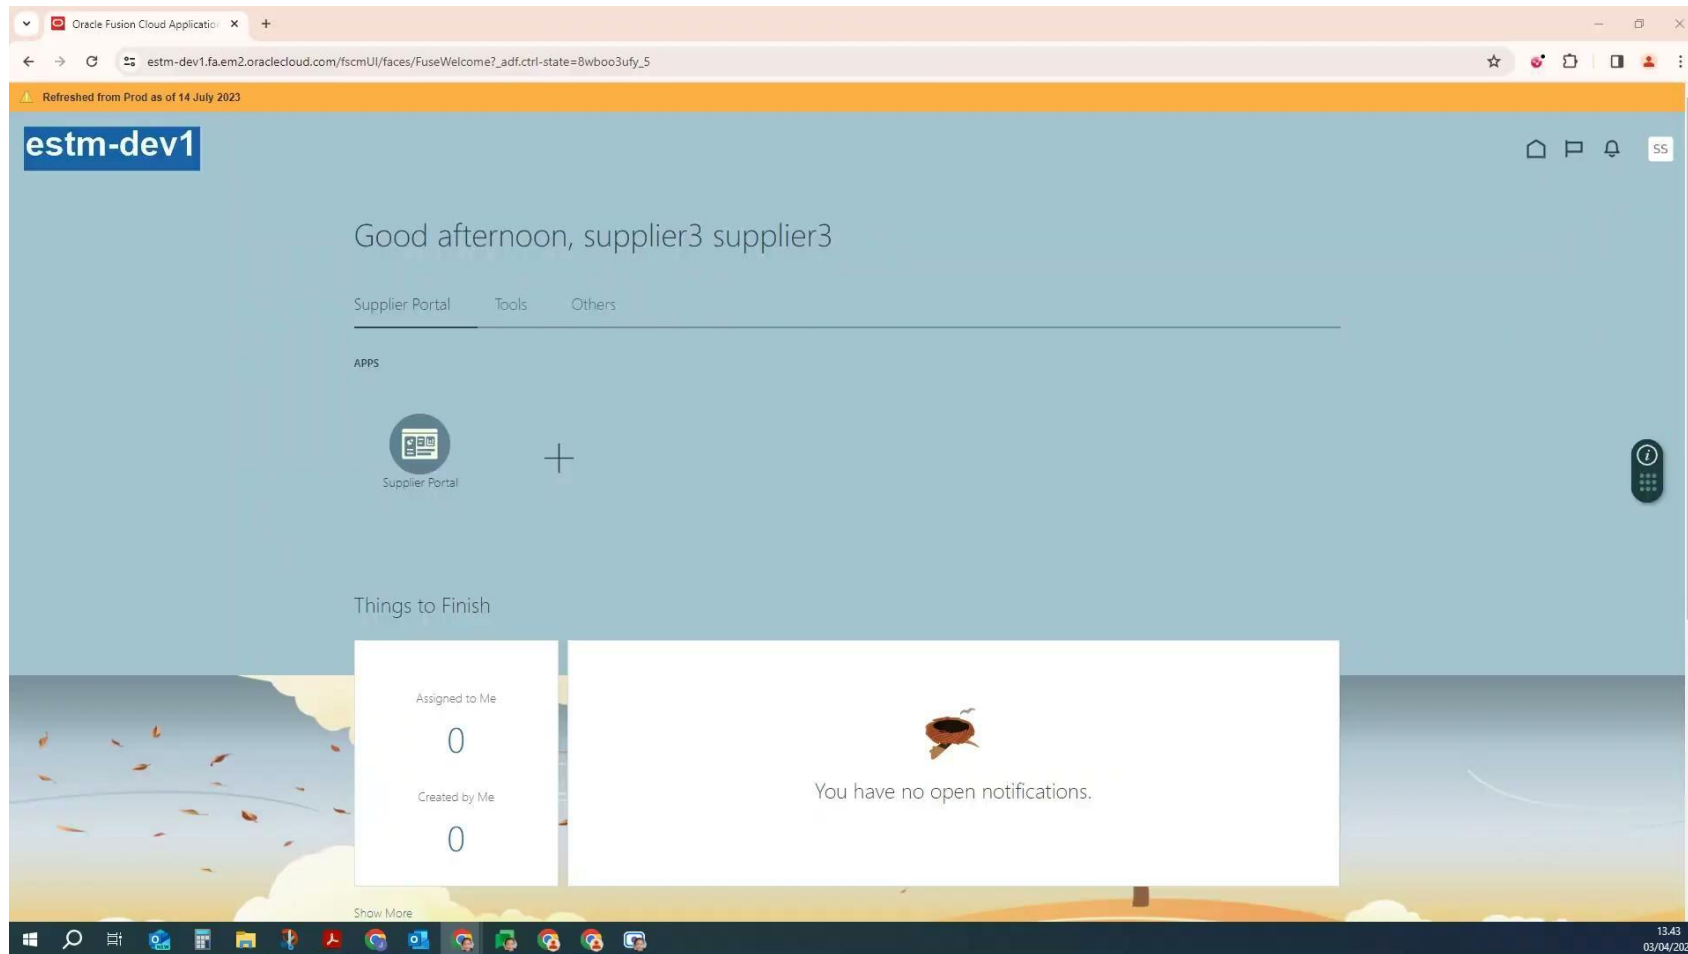 Oracle Fusion Cloud Applicatio
estm-dev1.fa.em2.oraclecloud.com/fscmUI/faces/FuseWelcome?_adf.ctrl-state=8wboo3ufy_5
Refreshed from Prod as of 14 July 2023
estm-dev1
SS
Good afternoon, supplier3 supplier3
Supplier Portal Tools Others
APPS
Supplier Portal
Things to Finish
Assigned to Me
0
Created by Me
0
You have no open notifications.
Show More
13.43
03/04/202